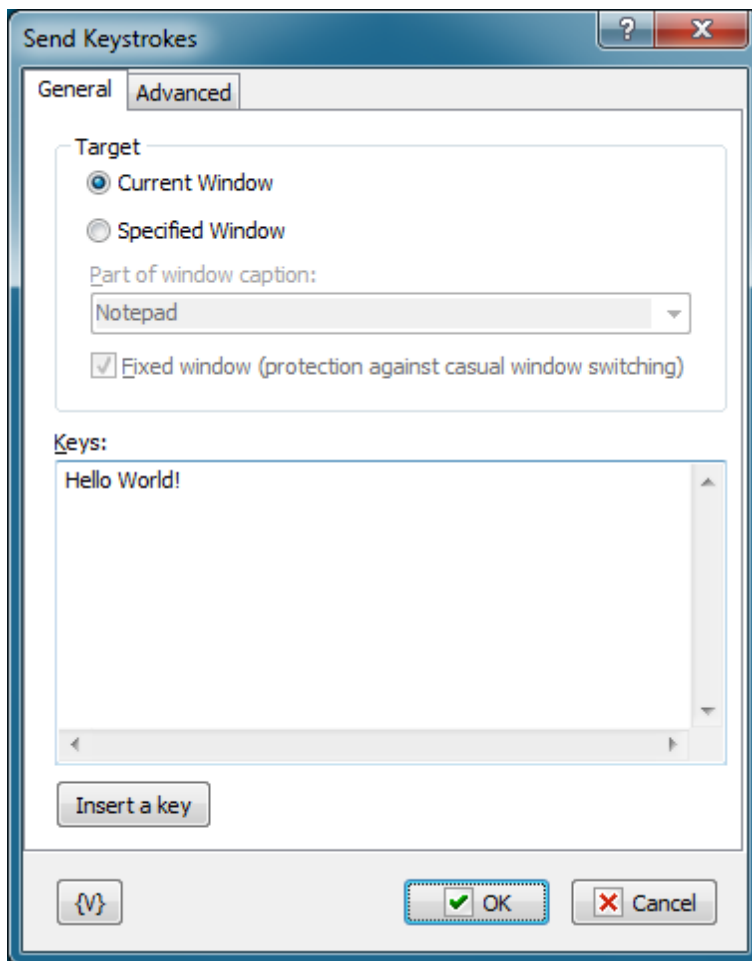 Send Keystrokes
?
General
Advanced
Target
Current Window
Specified Window
Part of window caption:
Notepad
Fixed window (protection against casual window switching)
Keys:
Hello World!
Insert a key
{V}
OK
Cancel